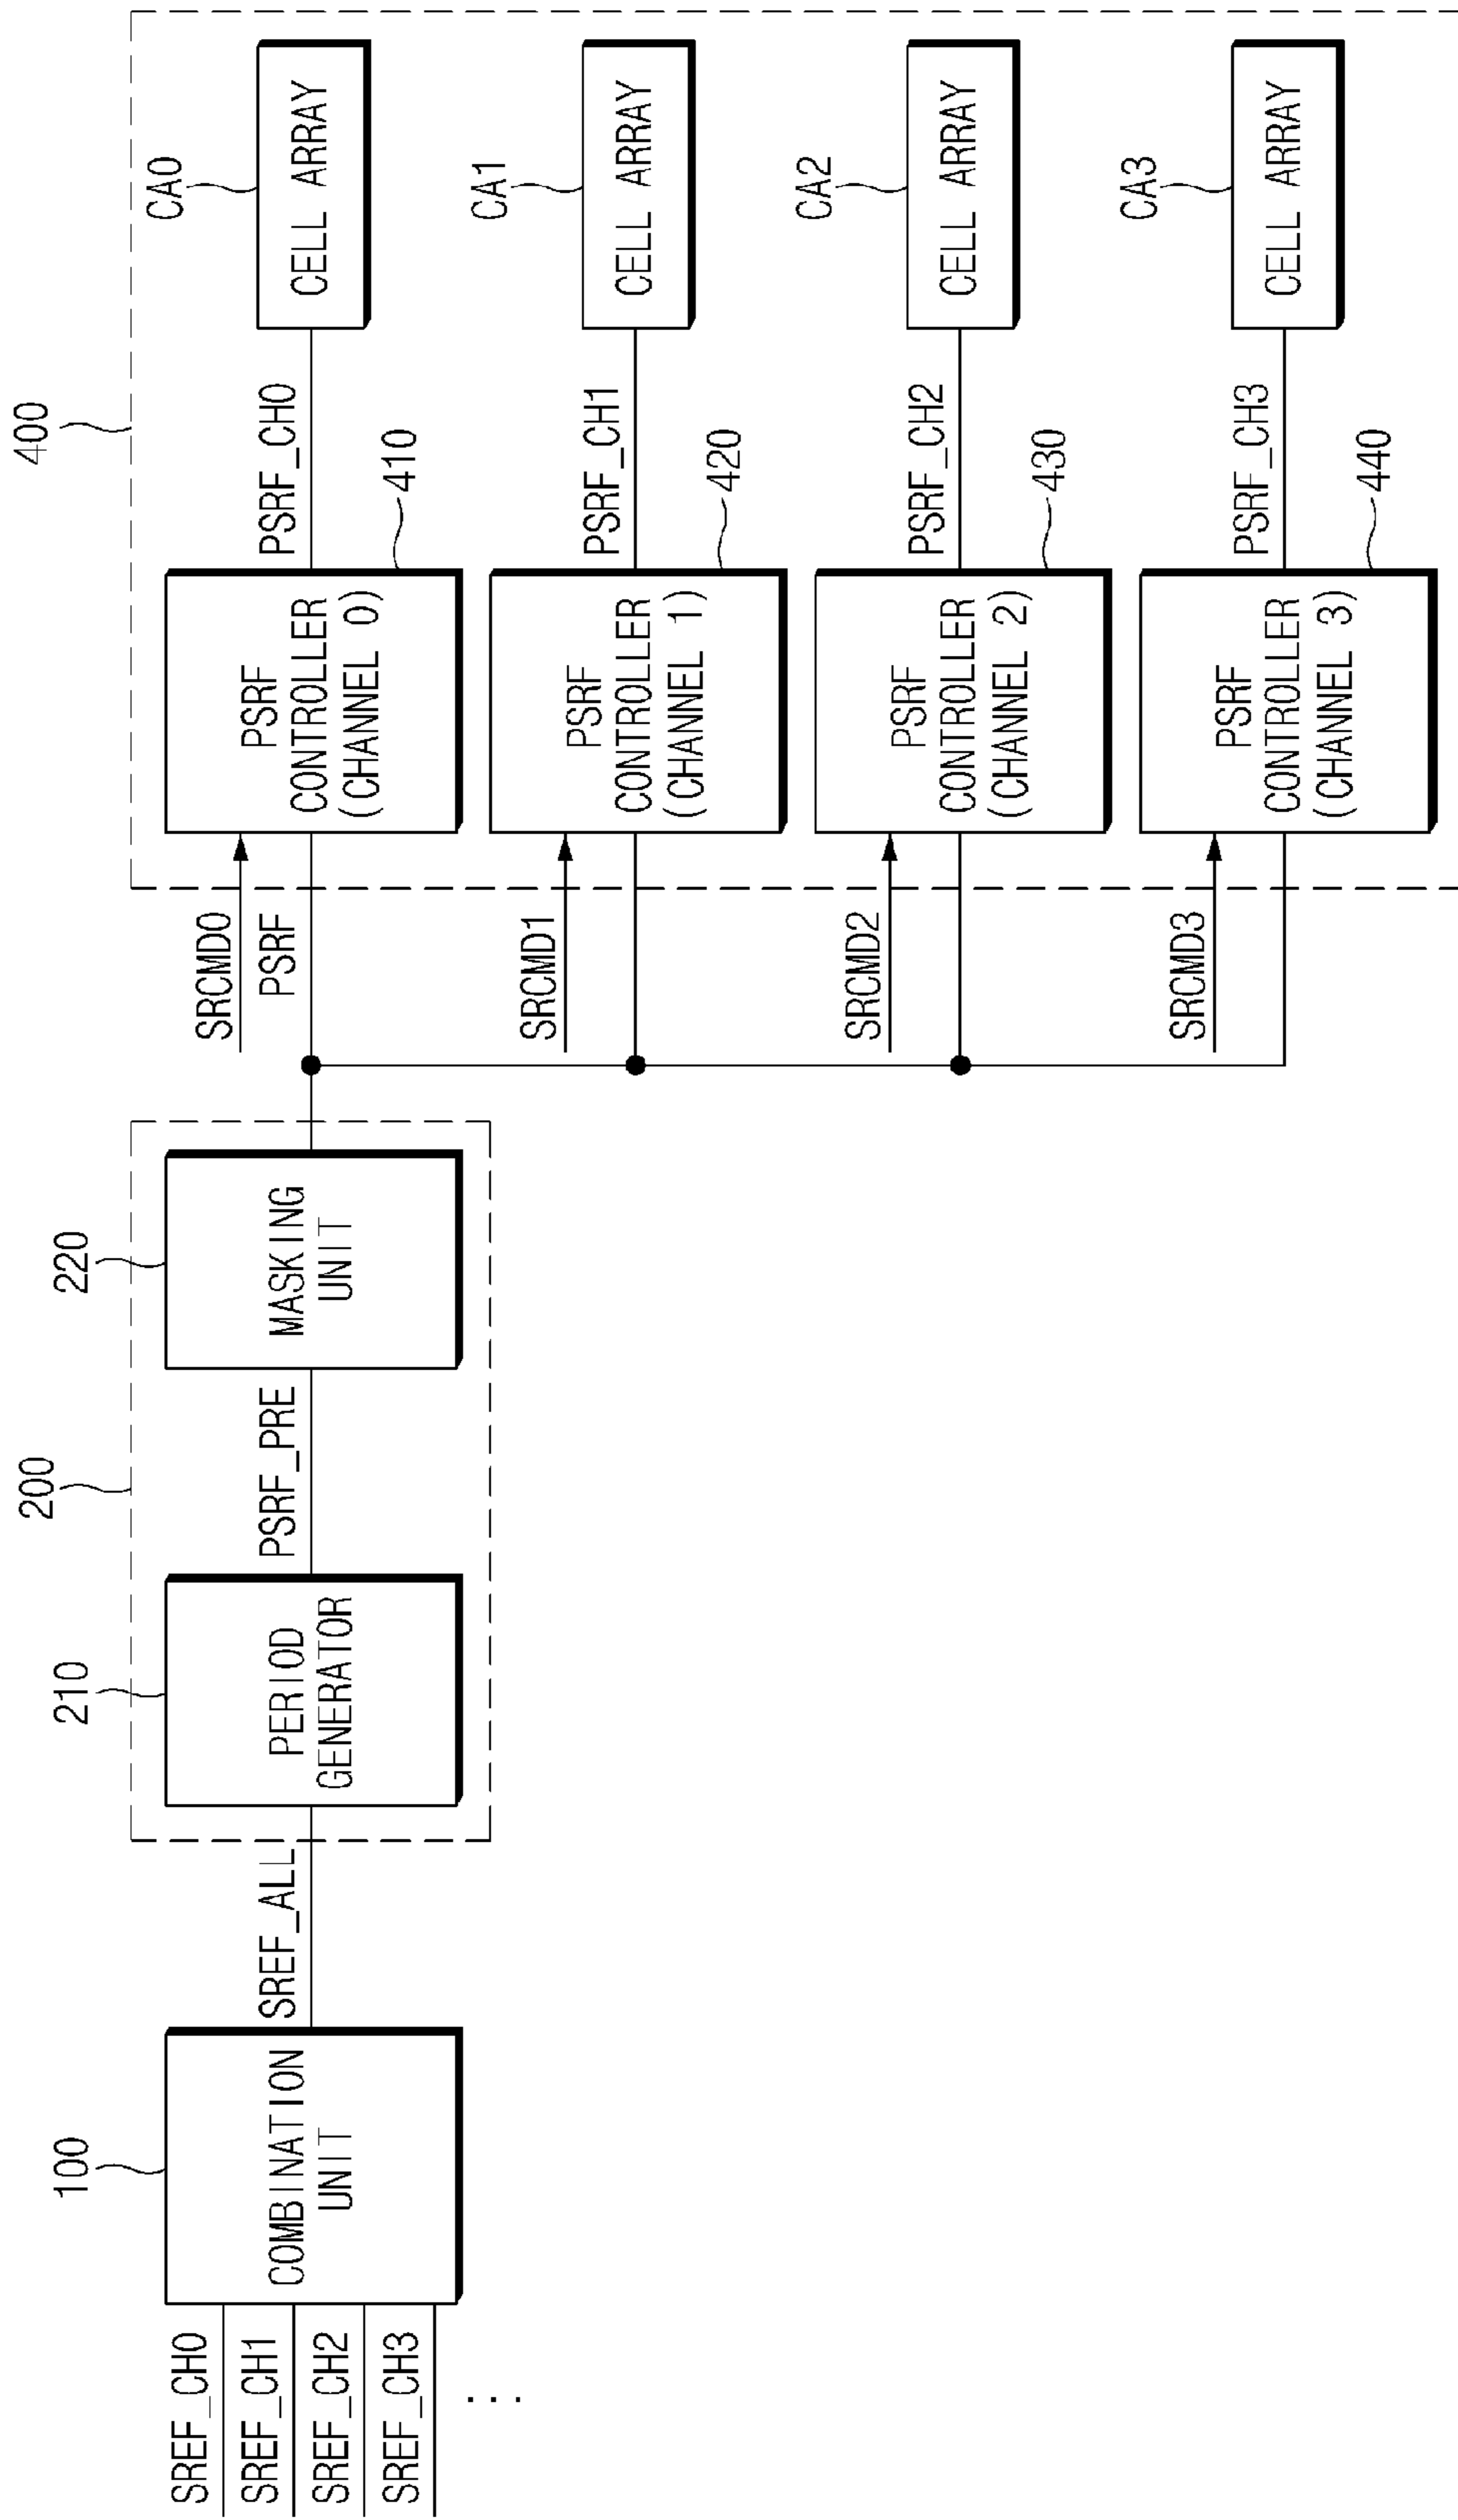 SREF_CH0
SREF_CH1
SREF_CH2
SREF_CH3
...
100
COMBINATION
UNIT
SREF_ALL
200
210
PERIOD
GENERATOR
PSRF_PRE
220
MASKING
UNIT
400
SRCMD0
PSRF
PSRF
CONTROLLER
(CHANNEL 0)
410
PSRF_CH0
CA0
CELL ARRAY
SRCMD1
PSRF
CONTROLLER
(CHANNEL 1)
420
PSRF_CH1
CA1
CELL ARRAY
SRCMD2
PSRF
CONTROLLER
(CHANNEL 2)
430
PSRF_CH2
CA2
CELL ARRAY
SRCMD3
PSRF
CONTROLLER
(CHANNEL 3)
440
PSRF_CH3
CA3
CELL ARRAY